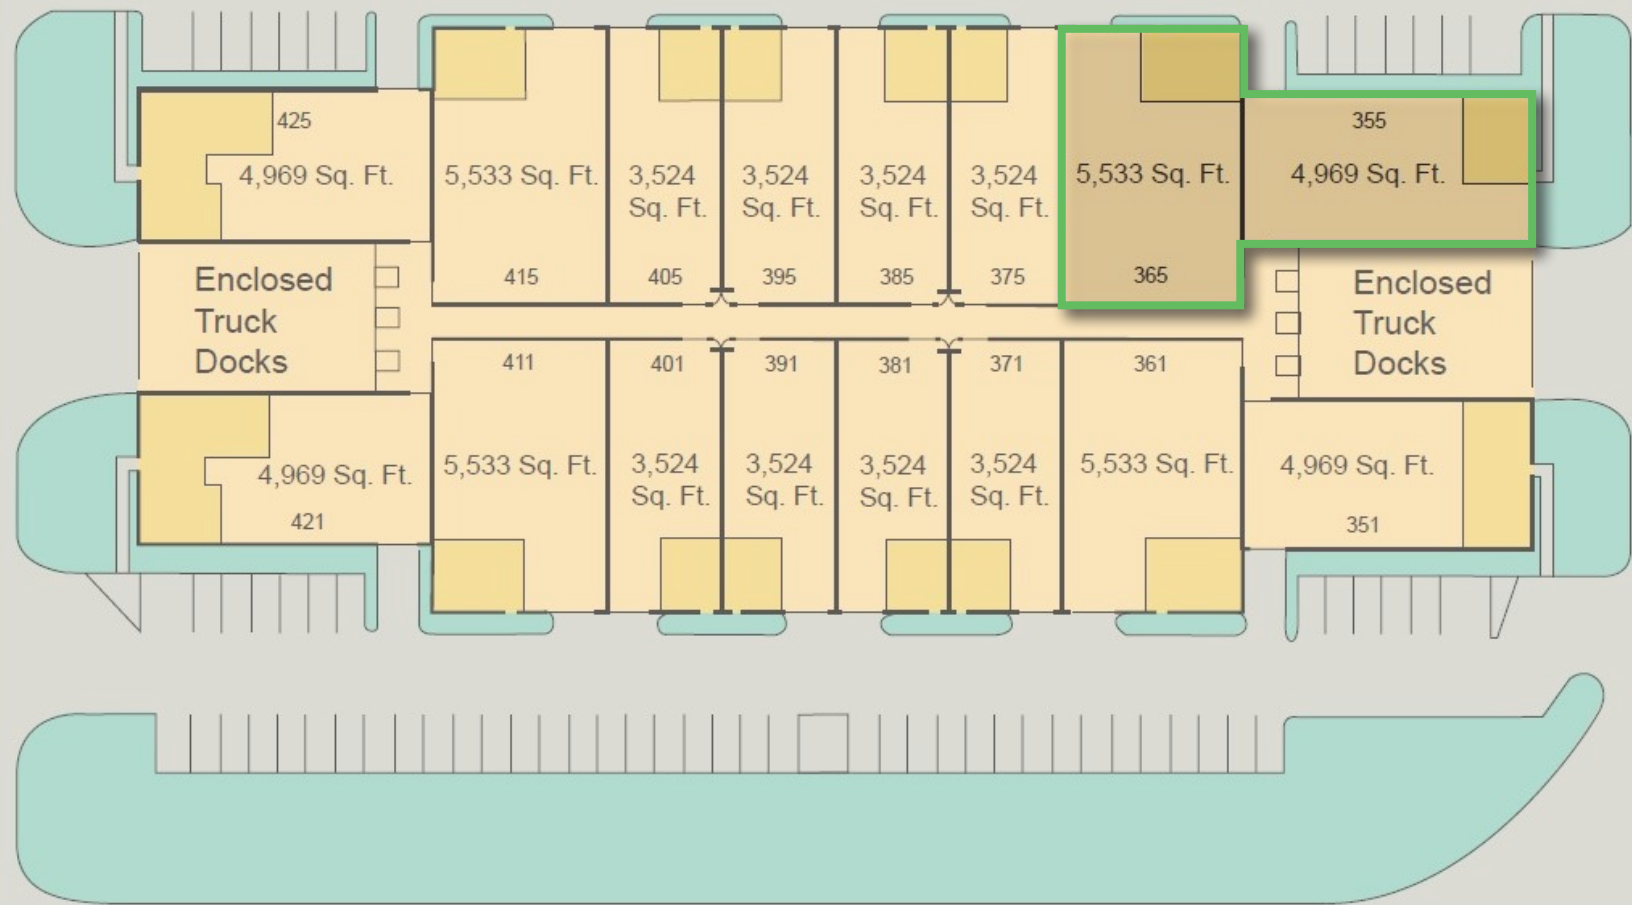 425
4,969 Sq. Ft.
5,533 Sq. Ft.
415
3,524
Sq. Ft.
405
3,524
Sq. Ft.
395
3,524
Sq. Ft.
385
3,524
Sq. Ft.
375
5,533 Sq. Ft.
365
355
4,969 Sq. Ft.
Enclosed
Truck
Docks
Enclosed
Truck
Docks
4,969 Sq. Ft.
421
411
5,533 Sq. Ft.
401
3,524
Sq. Ft.
391
3,524
Sq. Ft.
381
3,524
Sq. Ft.
371
3,524
Sq. Ft.
361
5,533 Sq. Ft.
4,969 Sq. Ft.
351